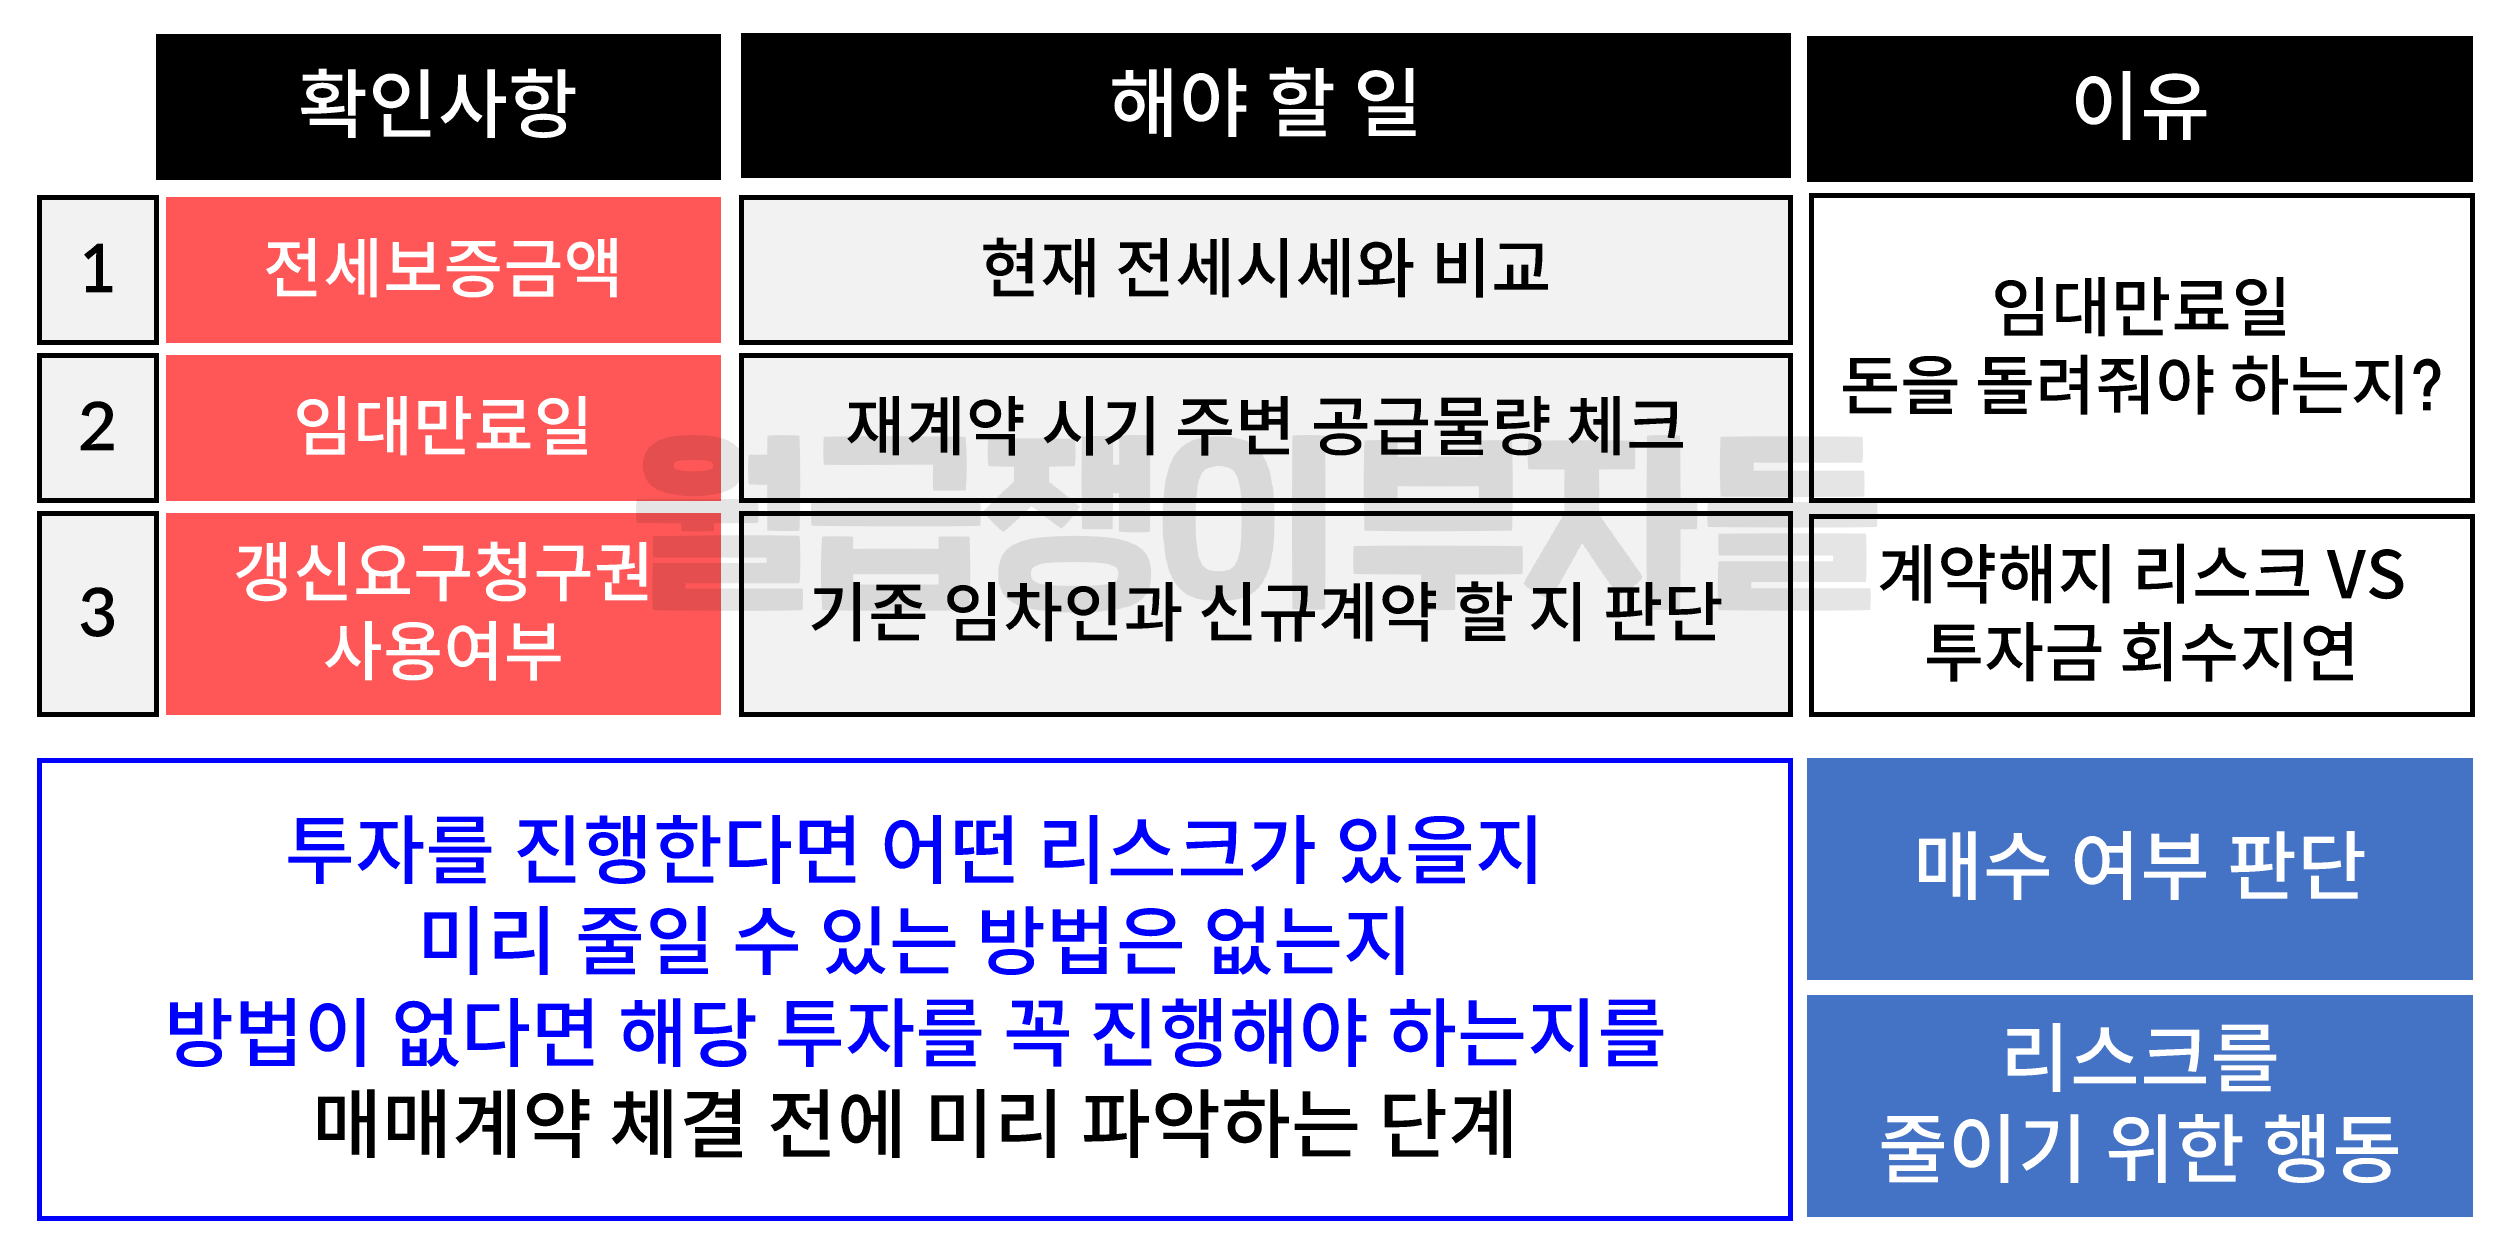 확인사항 해야 할 일 이유
1 전세보증금액 현재 전세시세와 비교
임대만료일
돈을 돌려줘야 하는지?
2 임대만료일 재계약 시기 주변 공급물량 체크
3
갱신요구청구권
사용여부
기존 임차인과 신규계약 할 지 판단
계약해지 리스크 VS
투자금 회수지연
월급쟁이부자들
투자를 진행한다면 어떤 리스크가 있을지
미리 줄일 수 있는 방법은 없는지
방법이 없다면 해당 투자를 꼭 진행해야 하는지를
매매계약 체결 전에 미리 파악하는 단계
매수 여부 판단
리스크를
줄이기 위한 행동